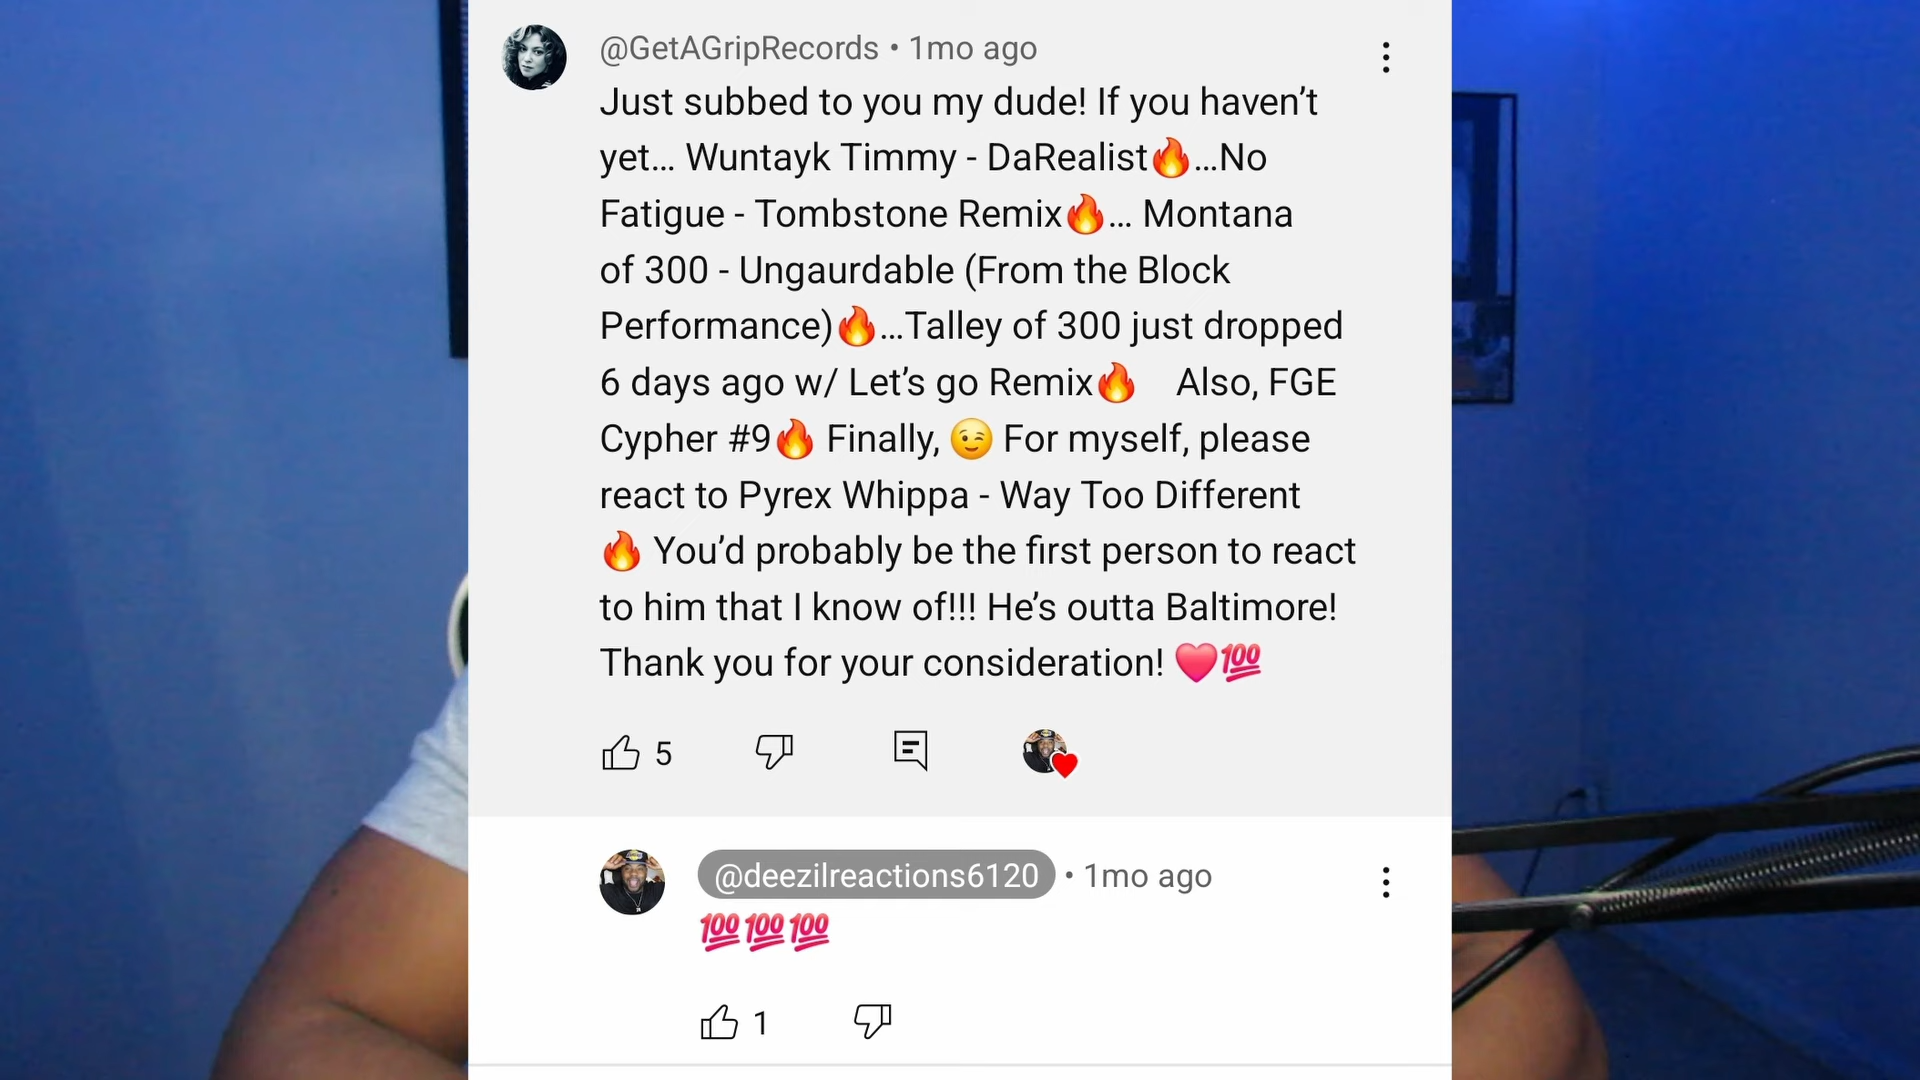 @GetAGripRecords • 1mo ago
Just subbed to you my dude! If you haven’t
yet... Wuntayk Timmy - DaRealist🔥...No
Fatigue - Tombstone Remix🔥... Montana
of 300 - Ungaurdable (From the Block
Performance)🔥...Talley of 300 just dropped
6 days ago w/ Let’s go Remix🔥 Also, FGE
Cypher #9🔥 Finally, 😉 For myself, please
react to Pyrex Whippa - Way Too Different
🔥 You’d probably be the first person to react
to him that I know of!!! He’s outta Baltimore!
Thank you for your consideration! ❤️💯
5
@deezilreactions6120 • 1mo ago
💯💯💯
1